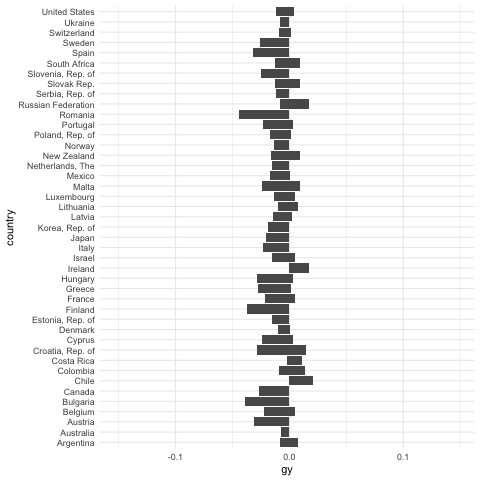 United States
Ukraine
Switzerland
Sweden
Spain
South Africa
Slovenia, Rep. of
Slovak Rep.
Serbia, Rep. of
Russian Federation
Romania
Portugal
Poland, Rep. of
Norway
New Zealand
Netherlands, The
Mexico
Malta
Luxembourg
Lithuania
Latvia
Korea, Rep. of
Japan
Italy
Israel
Ireland
Hungary
Greece
France
Finland
Estonia, Rep. of
Denmark
Cyprus
Croatia, Rep. of
Costa Rica
Colombia
Chile
Canada
Bulgaria
Belgium
Austria
Australia
Argentina
country
-0.1 0.0 0.1
gy